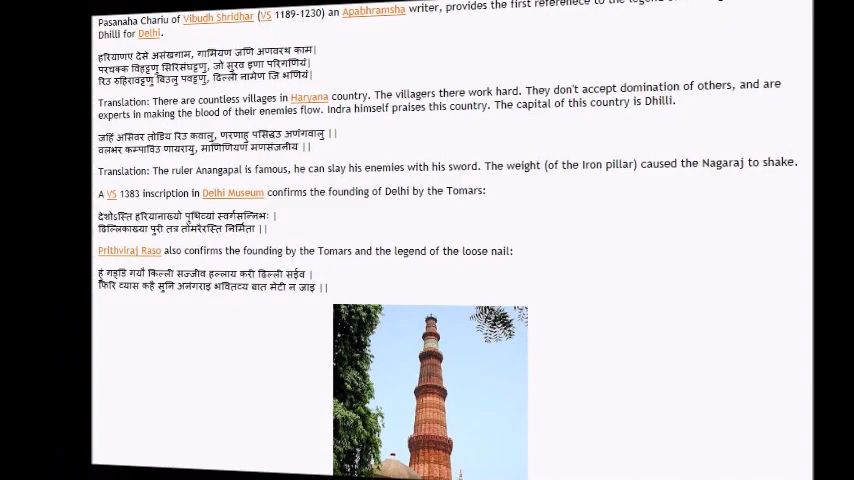 Pasanaha Chariu of Vibudh Shridhar (VS 1189-1230) an Apabhramsha writer, provides the first referenece to the legend
Dhilli for Delhi.
हरियाणए देसे असंखगाम, गामियण जणि अणवरथ काम|
परचक्क विहट्टणु सिरिसंघट्टणु, जो सुरव इणा परिगणियं|
रिउ रुहिरावट्टणु बिउलु पवट्टणु, ढिल्ली नामेण जि भणियं|
Translation: There are countless villages in Haryana country. The villagers there work hard. They don't accept domination of others, and are
experts in making the blood of their enemies flow. Indra himself praises this country. The capital of this country is Dhilli.
जहिं असिवर तोडिय रिउ कवालु, णरणाहु पसिद्धउ अणंगवालु ||
वलभर कम्पाविउ णायरायु, माणिणियण मणसंजनीय ||
Translation: The ruler Anangapal is famous, he can slay his enemies with his sword. The weight (of the Iron pillar) caused the Nagaraj to shake.
A VS 1383 inscription in Delhi Museum confirms the founding of Delhi by the Tomars:
देशोऽस्ति हरियानाख्यो पृथिव्यां स्वर्गसन्निभः |
ढिल्लिकाख्या पुरी तत्र तोमरैरस्ति निर्मिता ||
Prithviraj Raso also confirms the founding by the Tomars and the legend of the loose nail:
हुं गड्डि गयौ किल्ली सज्जीव हल्लाय करी ढिल्ली सईव |
फिरि व्यास कहै सुनि अनंगराइ भवितव्य बात मेटी न जाइ ||